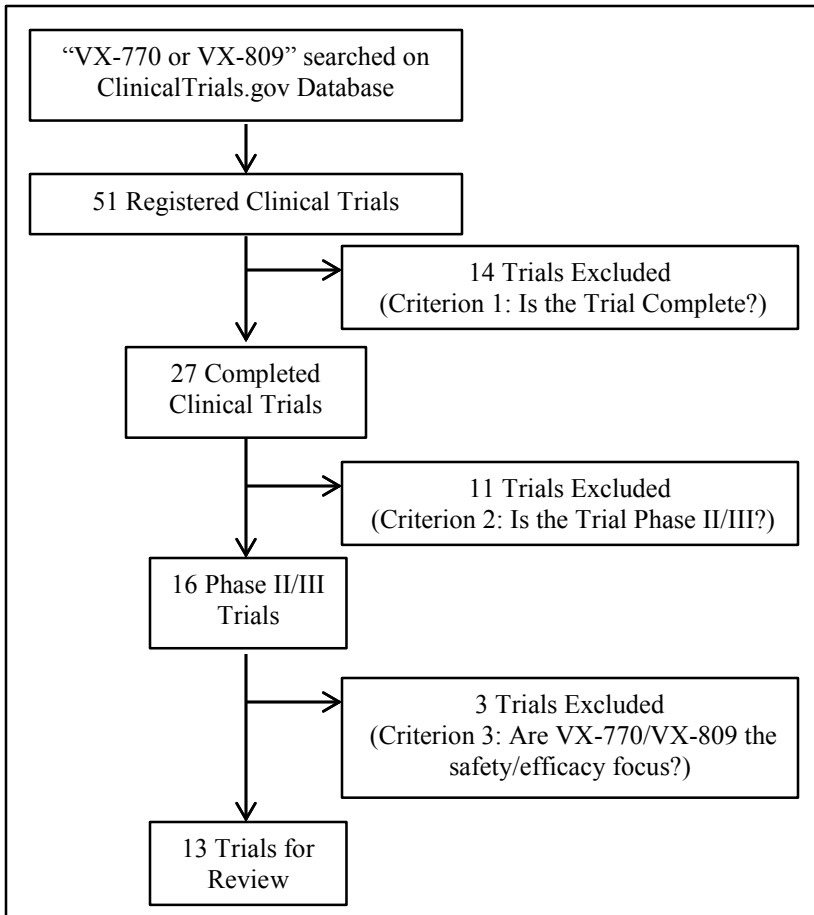 “VX-770 or VX-809” searched on
ClinicalTrials.gov Database
51 Registered Clinical Trials
14 Trials Excluded
(Criterion 1: Is the Trial Complete?)
27 Completed
Clinical Trials
11 Trials Excluded
(Criterion 2: Is the Trial Phase II/III?)
16 Phase II/III
Trials
3 Trials Excluded
(Criterion 3: Are VX-770/VX-809 the
safety/efficacy focus?)
13 Trials for
Review